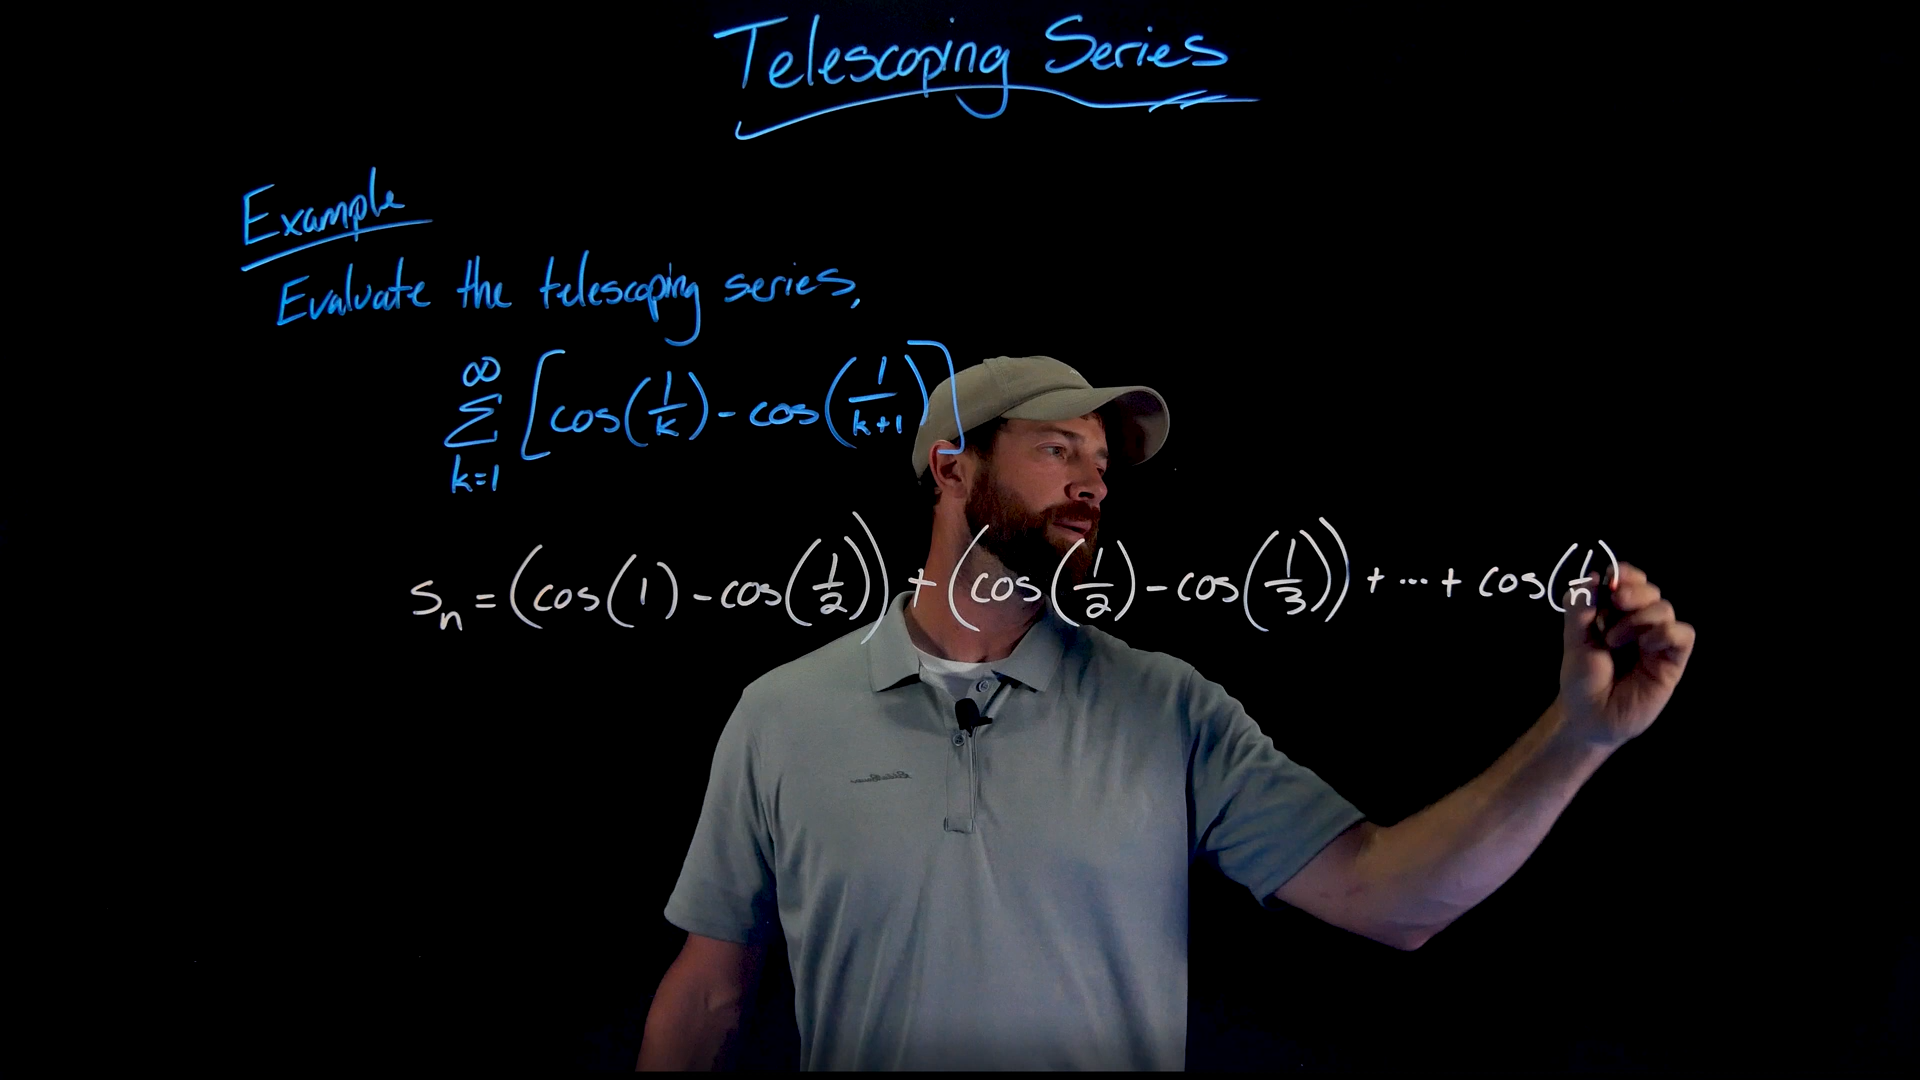 Telescoping Series
Example
Evaluate the telescoping series,
∞
∑ [cos(1/k) - cos(1/k+1)]
k=1
Sn = (cos(1) - cos(1/2)) + (cos(1/2) - cos(1/3)) + ... + cos(1/n)